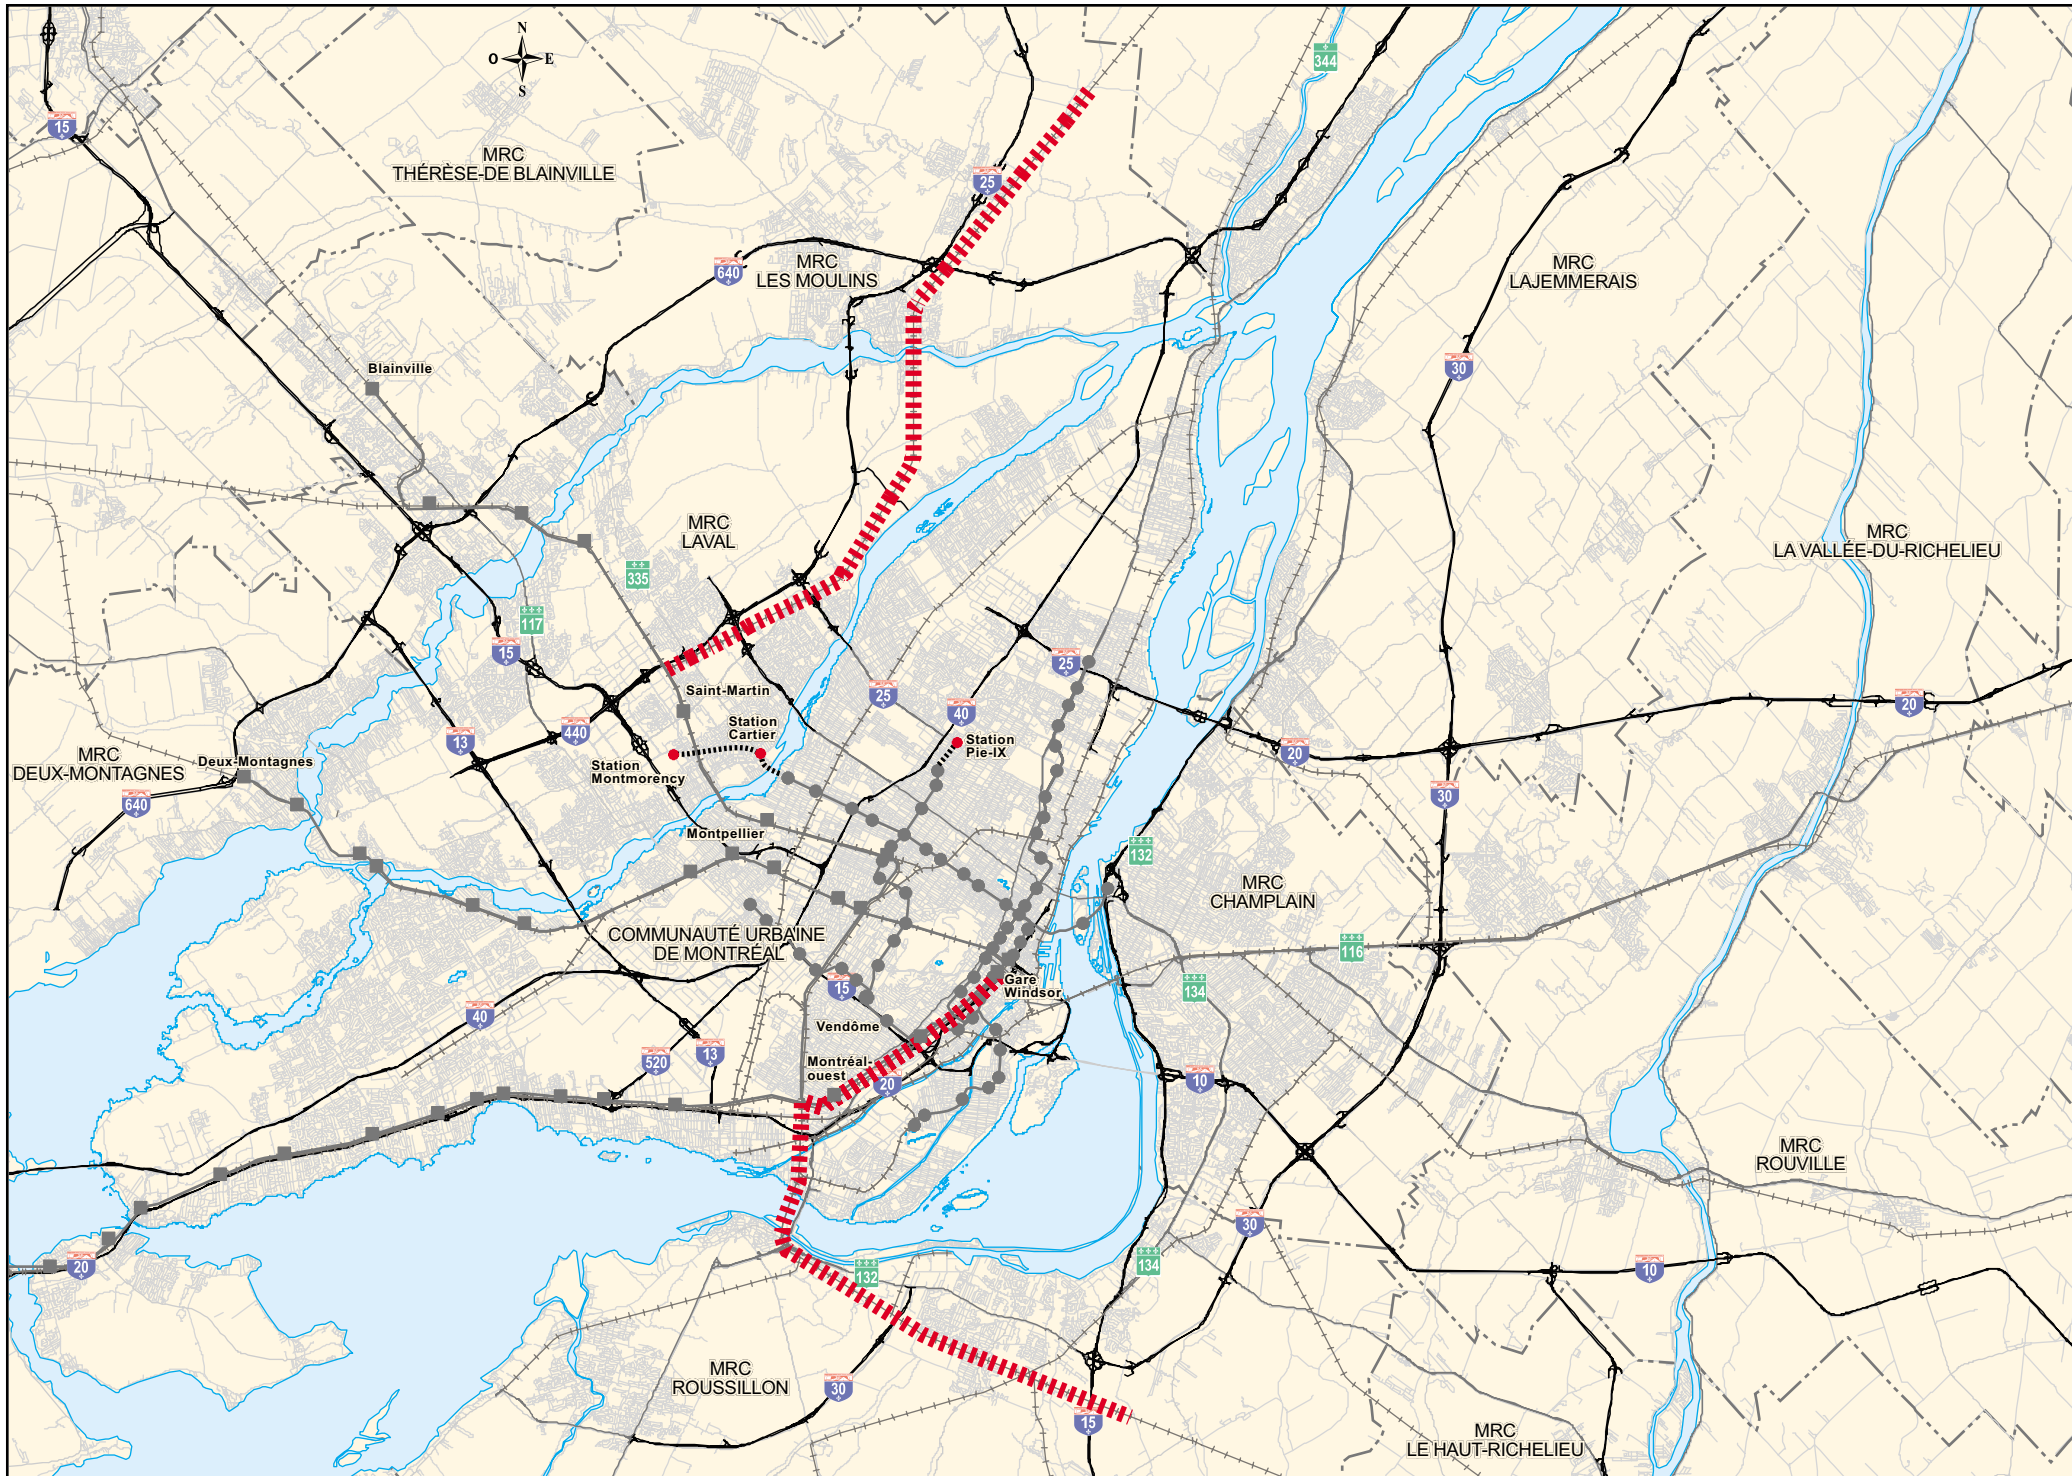 N
O
E
S
344
15
MRC
THÉRÈSE-DE BLAINVILLE
25
MRC
LES MOULINS
640
MRC
LAJEMMERAIS
30
Blainville
MRC
LAVAL
MRC
LA VALLÉE-DU-RICHELIEU
335
117
15
25
Saint-Martin
25
40
20
Station
Cartier
440
13
Station
Pie-IX
20
MRC
DEUX-MONTAGNES
Deux-Montagnes
Station
Montmorency
640
30
Montpellier
132
MRC
CHAMPLAIN
COMMUNAUTÉ URBAINE
DE MONTRÉAL
116
15
Gare
Windsor
134
40
Vendôme
13
520
Montréal-
ouest
20
10
MRC
ROUVILLE
30
20
132
134
10
MRC
ROUSSILLON
30
15
MRC
LE HAUT-RICHELIEU